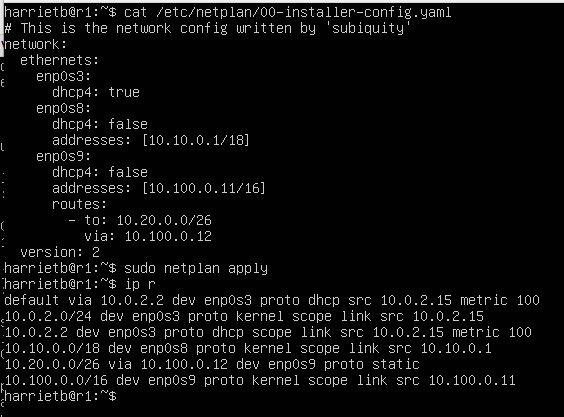 harrietb@r1:~$ cat /etc/netplan/00-installer-config.yaml
# This is the network config written by 'subiquity'
network:
  ethernets:
    enp0s3:
      dhcp4: true
    enp0s8:
      dhcp4: false
      addresses: [10.10.0.1/18]
    enp0s9:
      dhcp4: false
      addresses: [10.100.0.11/16]
      routes:
        - to: 10.20.0.0/26
          via: 10.100.0.12
  version: 2
harrietb@r1:~$ sudo netplan apply
harrietb@r1:~$ ip r
default via 10.0.2.2 dev enp0s3 proto dhcp src 10.0.2.15 metric 100
10.0.2.0/24 dev enp0s3 proto kernel scope link src 10.0.2.15
10.0.2.2 dev enp0s3 proto dhcp scope link src 10.0.2.15 metric 100
10.10.0.0/18 dev enp0s8 proto kernel scope link src 10.10.0.1
10.20.0.0/26 via 10.100.0.12 dev enp0s9 proto static
10.100.0.0/16 dev enp0s9 proto kernel scope link src 10.100.0.11
harrietb@r1:~$